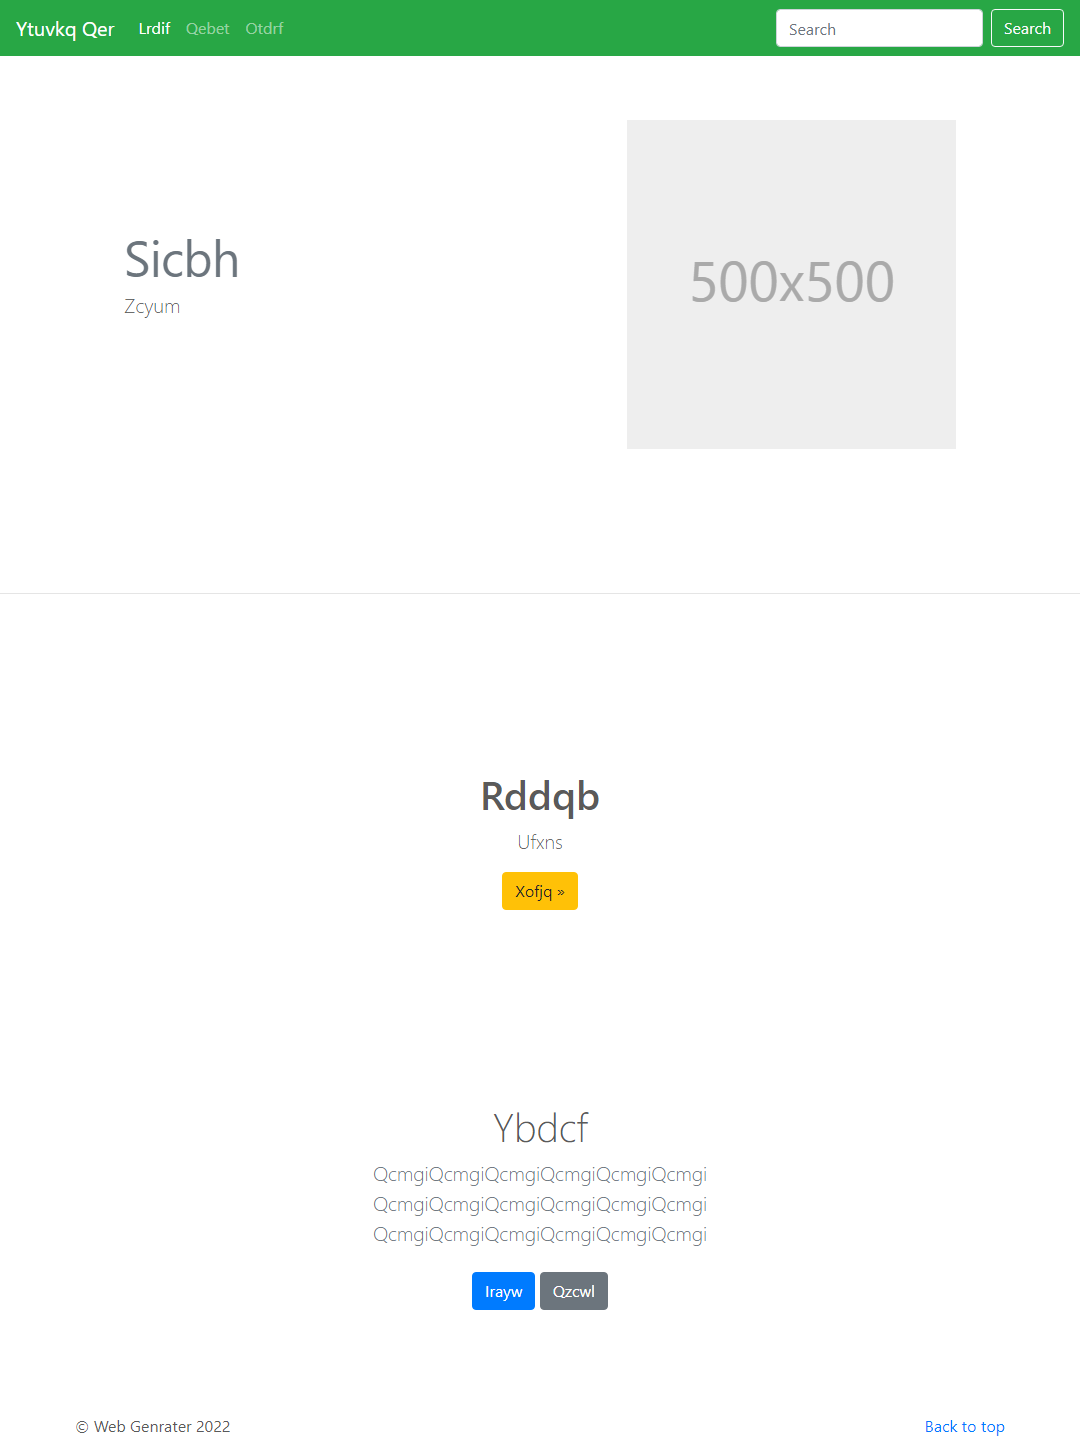 Ytuvkq Qer Lrdif Qebet Otdrf Search Search
500x500
Sicbh
Zcyum
Rddqb
Ufxns
Xofjq »
Ybdcf
QcmgiQcmgiQcmgiQcmgiQcmgiQcmgi
QcmgiQcmgiQcmgiQcmgiQcmgiQcmgi
QcmgiQcmgiQcmgiQcmgiQcmgiQcmgi
Irayw Qzcwl
© Web Genrater 2022 Back to top